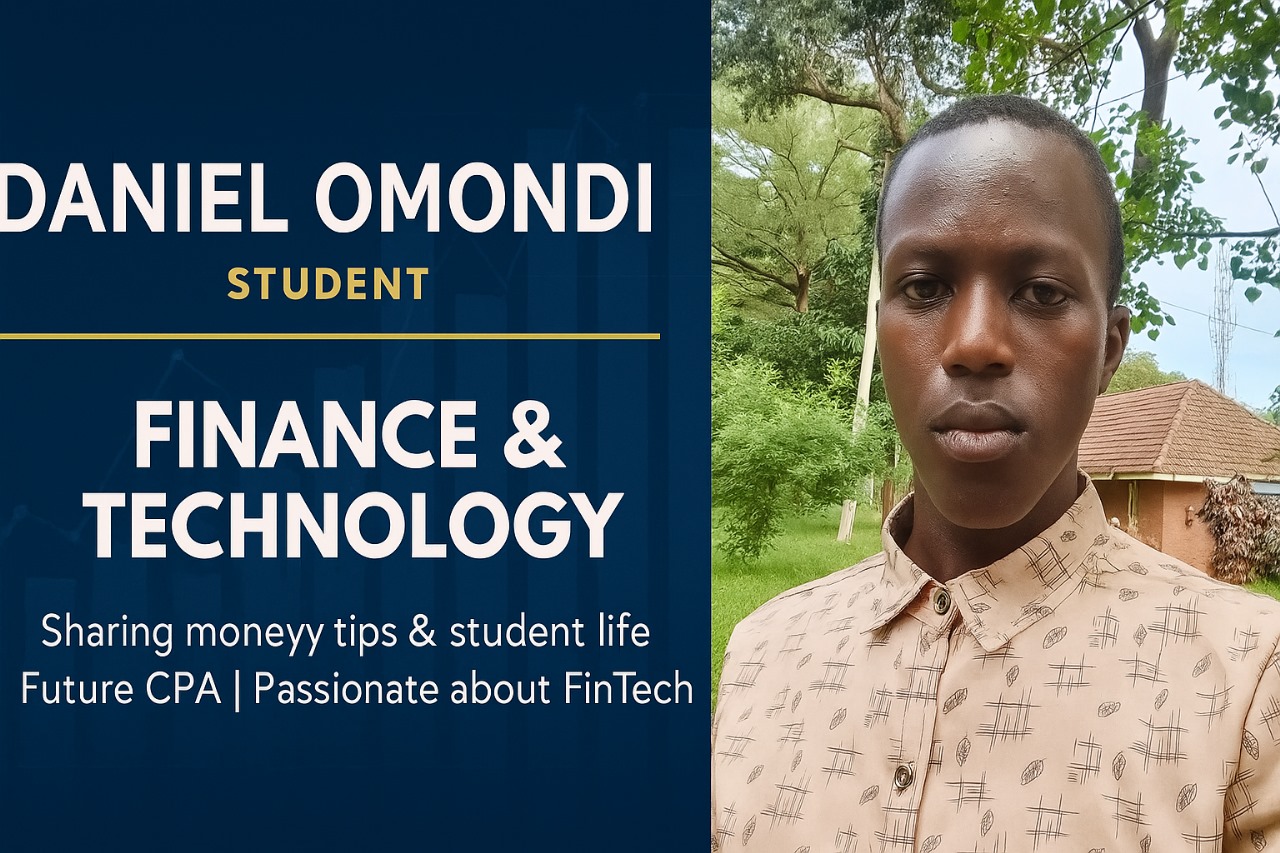 DANIEL OMONDI
STUDENT
FINANCE &
TECHNOLOGY
Sharing moneyy tips & student life
Future CPA | Passionate about FinTech